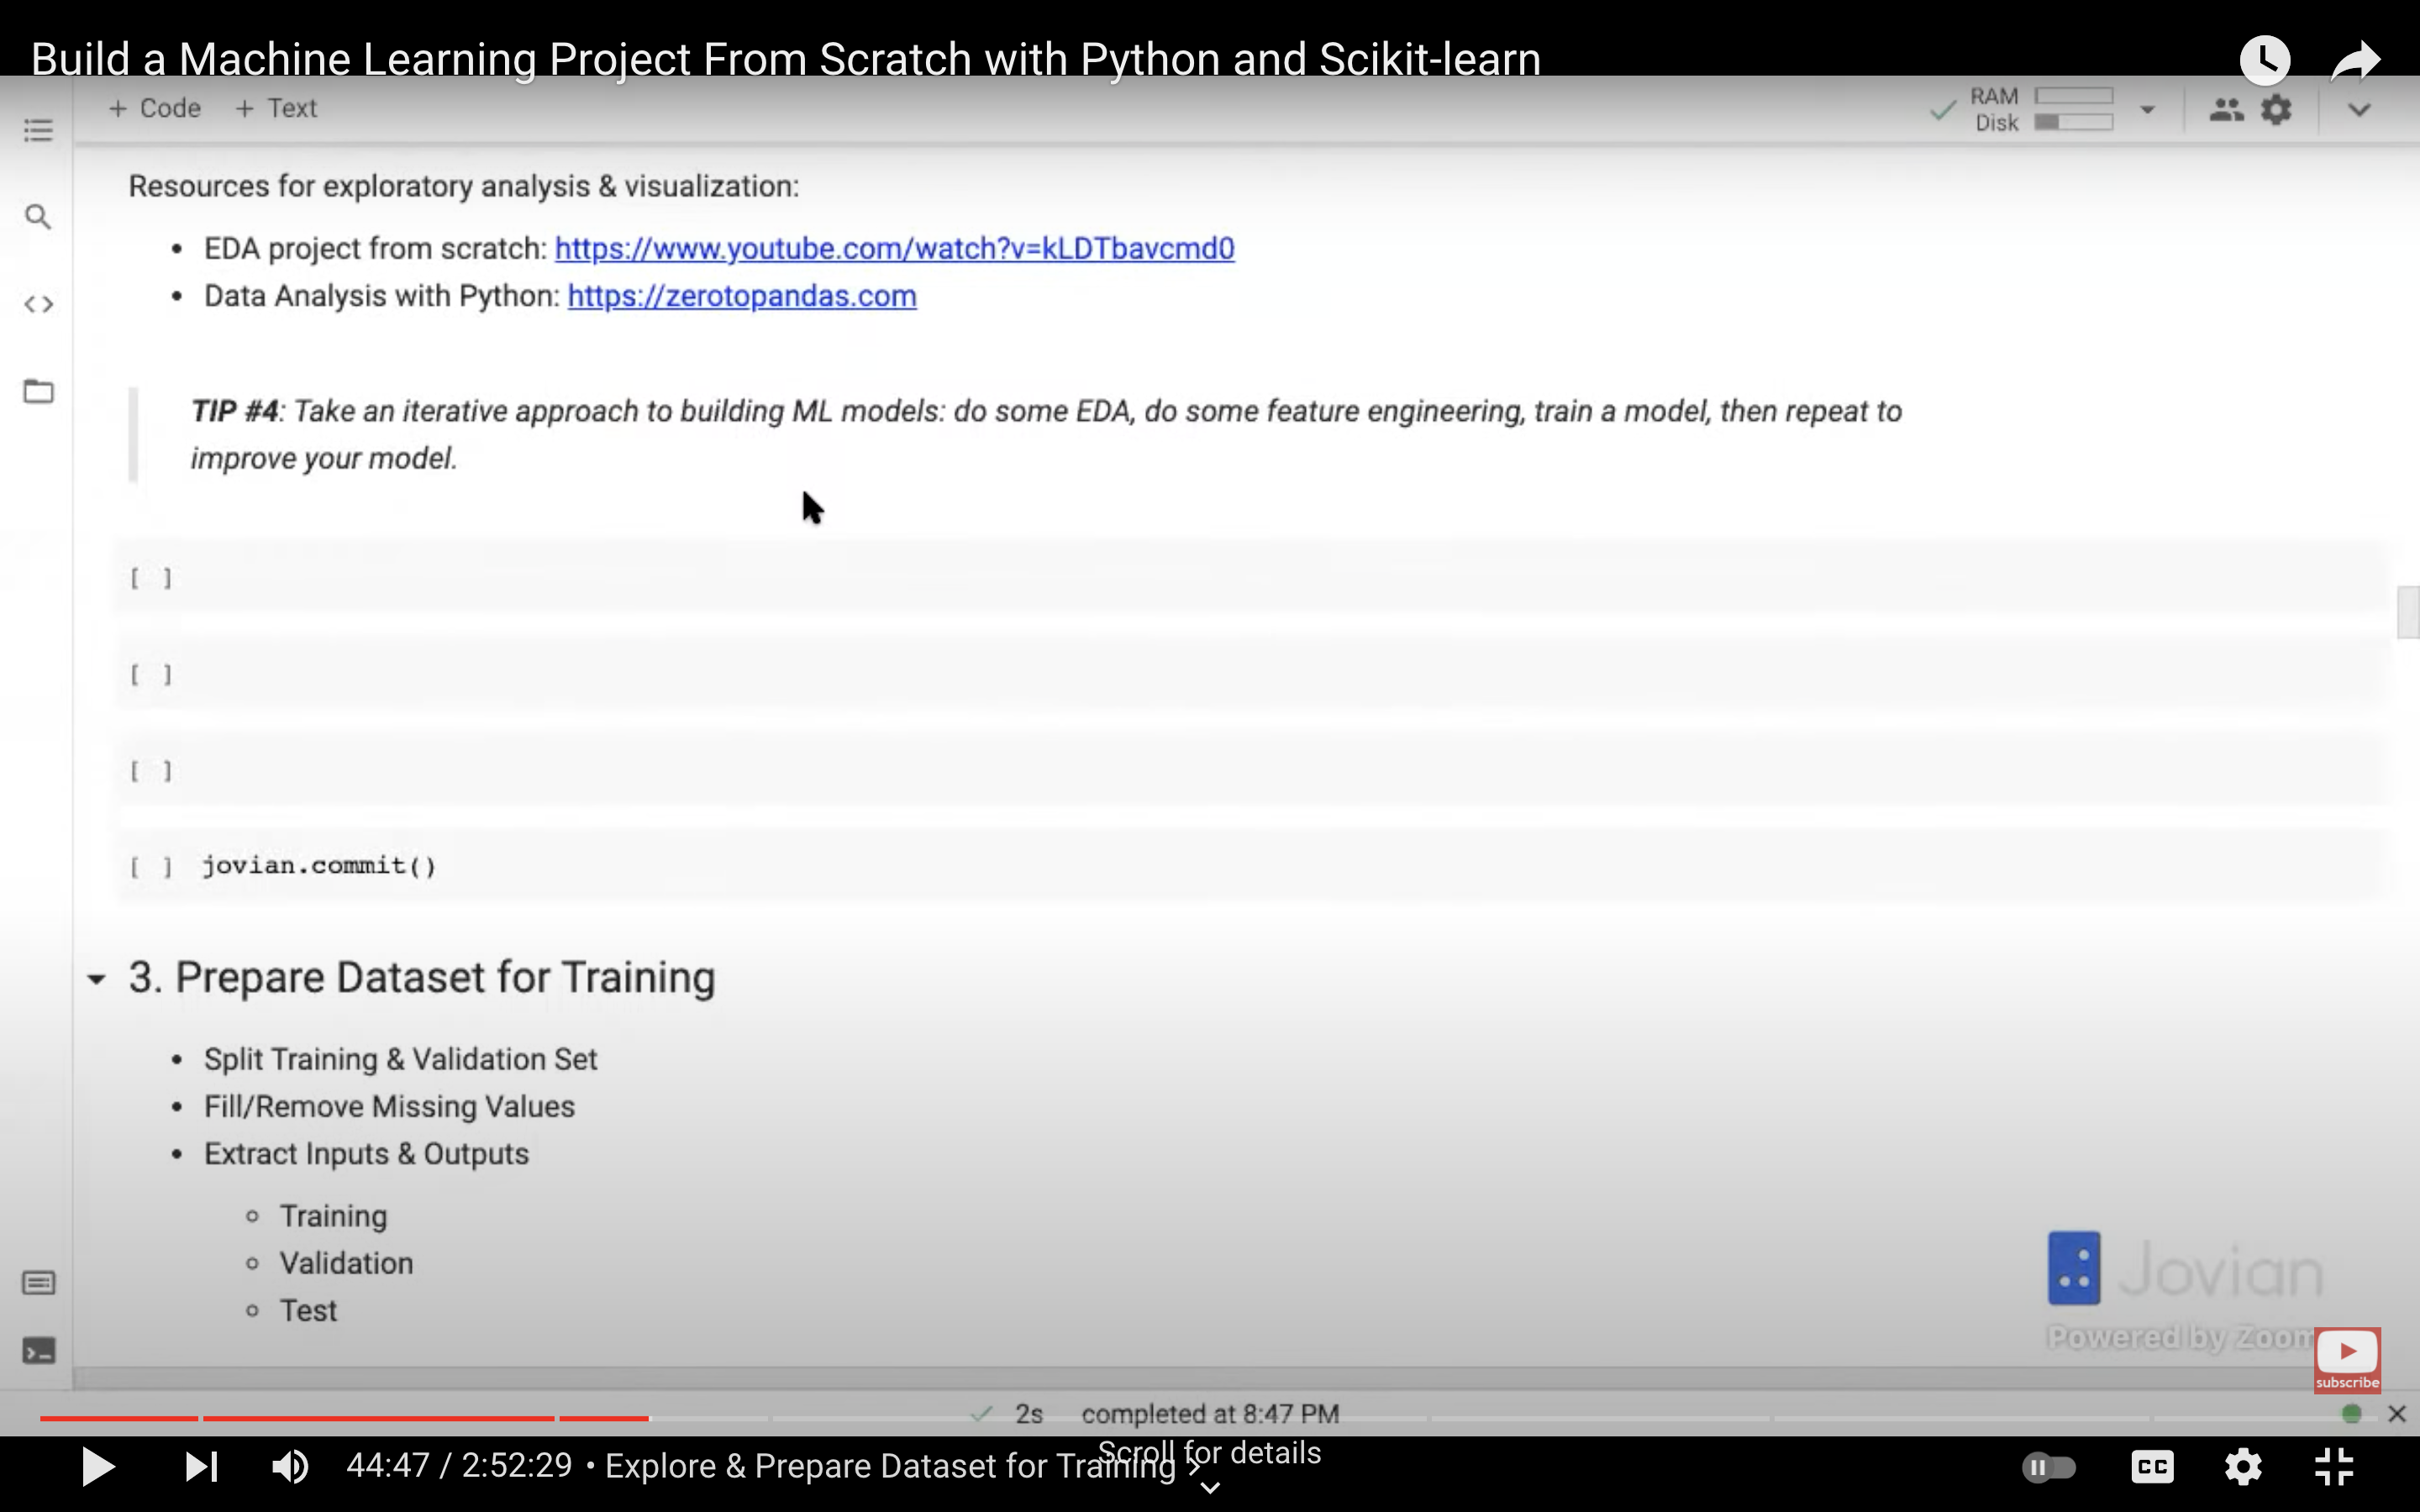 Build a Machine Learning Project From Scratch with Python and Scikit-learn
+ Code + Text
RAM
Disk
Resources for exploratory analysis & visualization:
• EDA project from scratch: https://www.youtube.com/watch?v=kLDTbavcmd0
• Data Analysis with Python: https://zerotopandas.com
TIP #4: Take an iterative approach to building ML models: do some EDA, do some feature engineering, train a model, then repeat to
improve your model.
[ ]
[ ]
[ ]
[ ] jovian.commit()
3. Prepare Dataset for Training
• Split Training & Validation Set
• Fill/Remove Missing Values
• Extract Inputs & Outputs
○ Training
○ Validation
○ Test
Jovian
Powered by Zoom
subscribe
2s completed at 8:47 PM
44:47 / 2:52:29 • Explore & Prepare Dataset for Training >
Scroll for details
CC